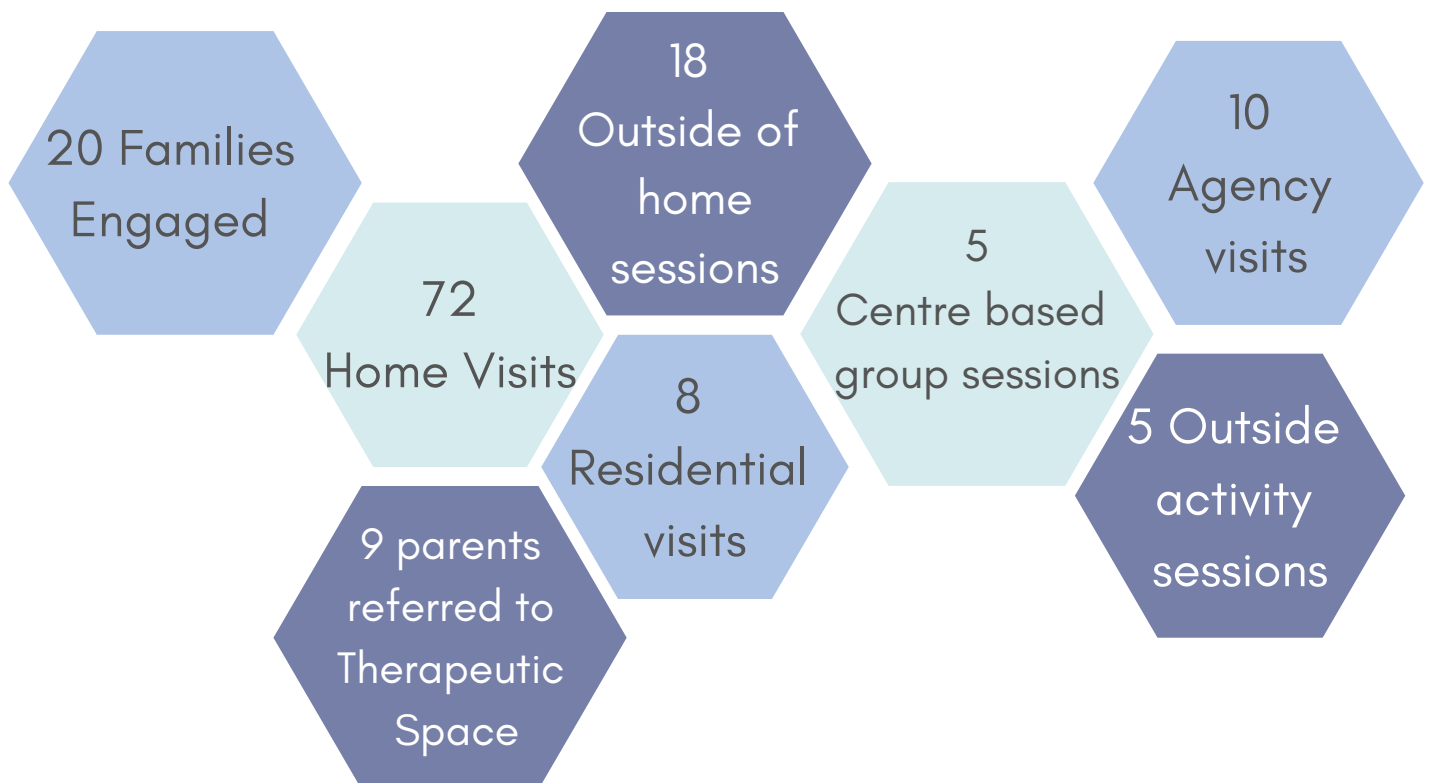 20 Families
Engaged
72
Home Visits
18
Outside of
home
sessions
8
Residential
visits
9 parents
referred to
Therapeutic
Space
5
Centre based
group sessions
10
Agency
visits
5 Outside
activity
sessions